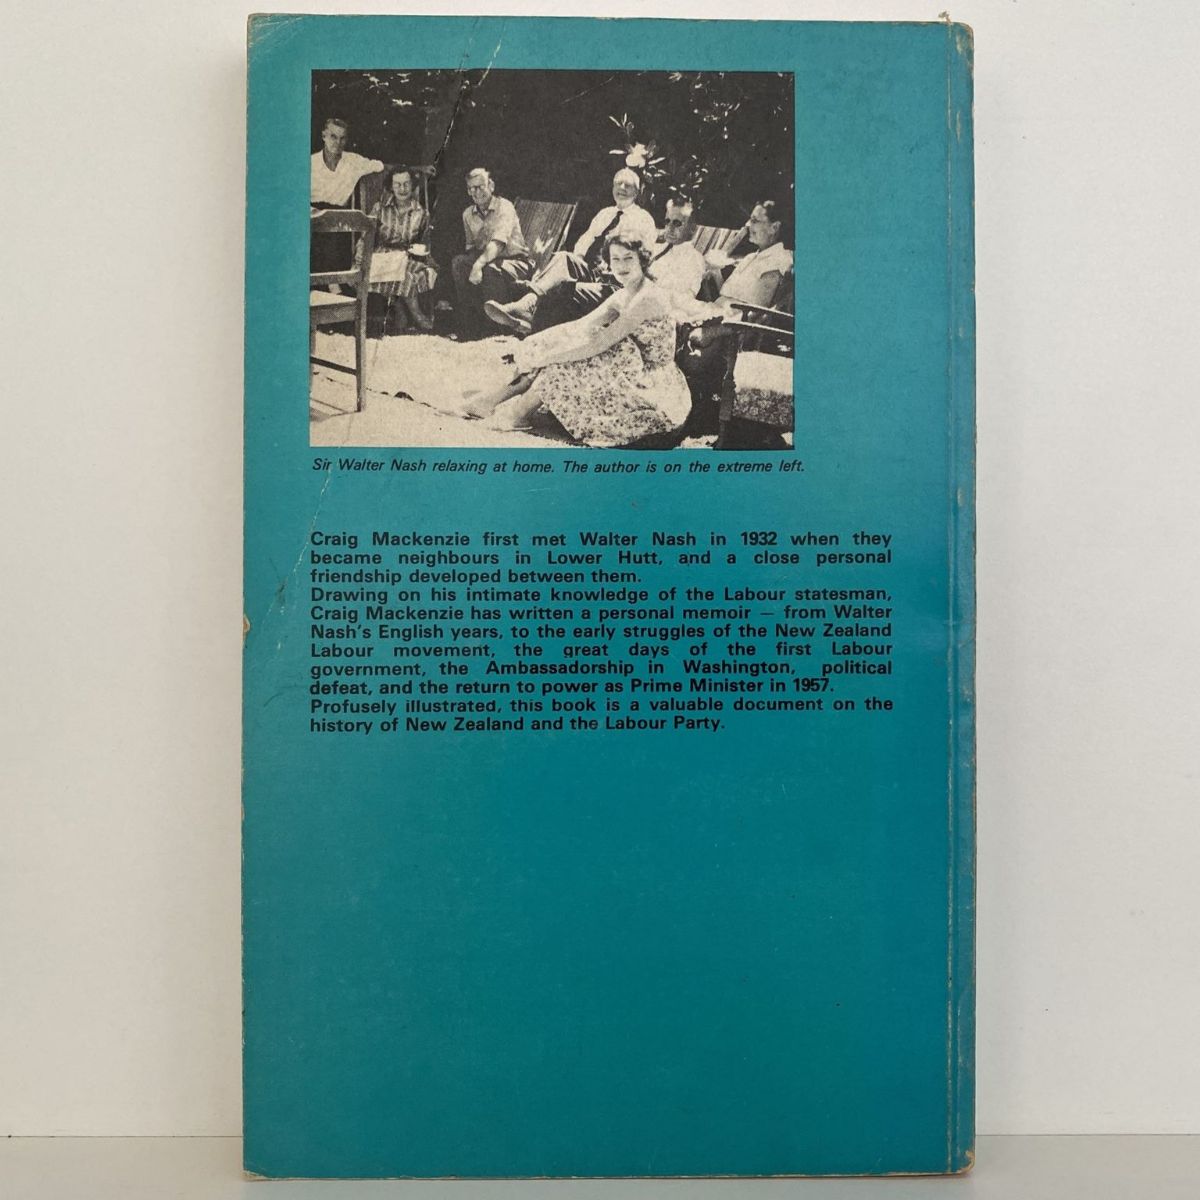 Sir Walter Nash relaxing at home. The author is on the extreme left.
Craig Mackenzie first met Walter Nash in 1932 when they
became neighbours in Lower Hutt, and a close personal
friendship developed between them.
Drawing on his intimate knowledge of the Labour statesman,
Craig Mackenzie has written a personal memoir — from Walter
Nash's English years, to the early struggles of the New Zealand
Labour movement, the great days of the first Labour
government, the Ambassadorship in Washington, political
defeat, and the return to power as Prime Minister in 1957.
Profusely illustrated, this book is a valuable document on the
history of New Zealand and the Labour Party.